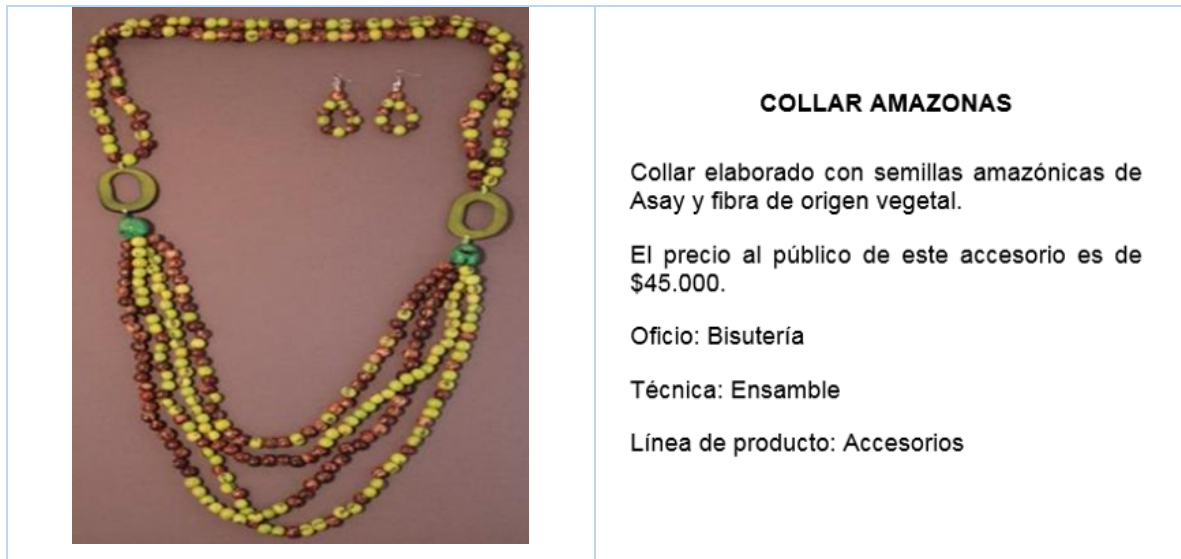 COLLAR AMAZONAS
Collar elaborado con semillas amazónicas de
Asay y fibra de origen vegetal.
El precio al público de este accesorio es de
$45.000.
Oficio: Bisutería
Técnica: Ensamble
Línea de producto: Accesorios